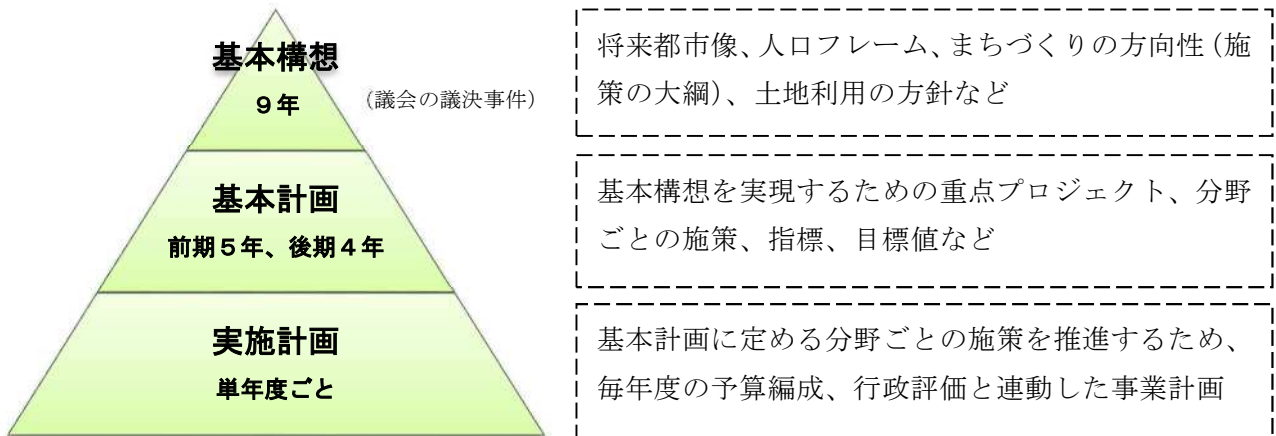 基本構想
9年
(議会の議決事件)
将来都市像、人口フレーム、まちづくりの方向性(施
策の大綱)、土地利用の方針など
基本計画
前期5年、後期4年
基本構想を実現するための重点プロジェクト、分野
ごとの施策、指標、目標値など
実施計画
単年度ごと
基本計画に定める分野ごとの施策を推進するため、
毎年度の予算編成、行政評価と連動した事業計画